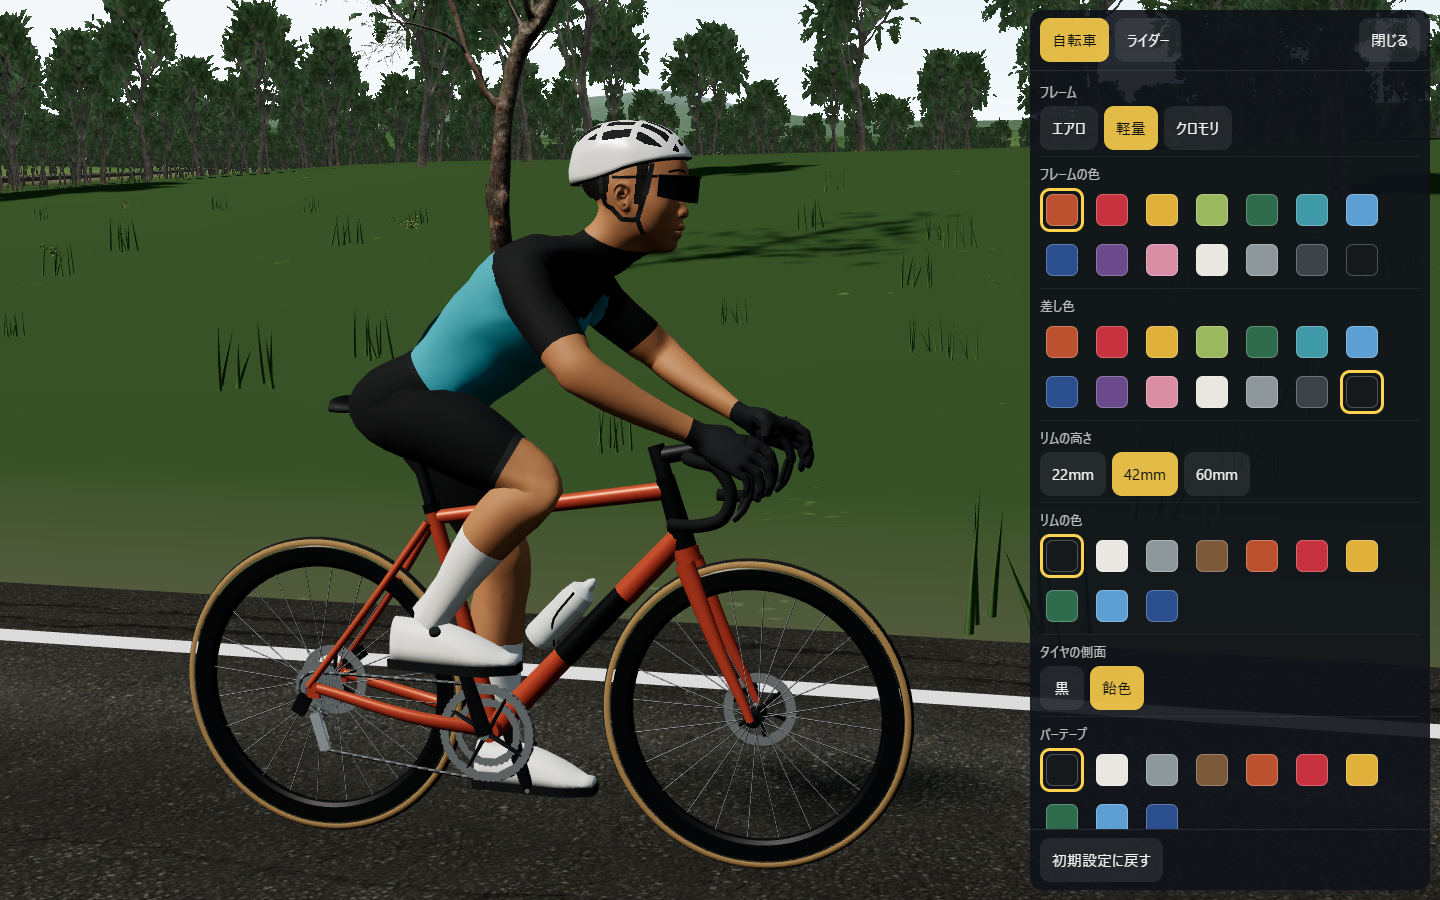 自転車 ライダー 閉じる
フレーム
エアロ 軽量 クロモリ
フレームの色
差し色
リムの高さ
22mm 42mm 60mm
リムの色
タイヤの側面
黒 飴色
バーテープ
初期設定に戻す